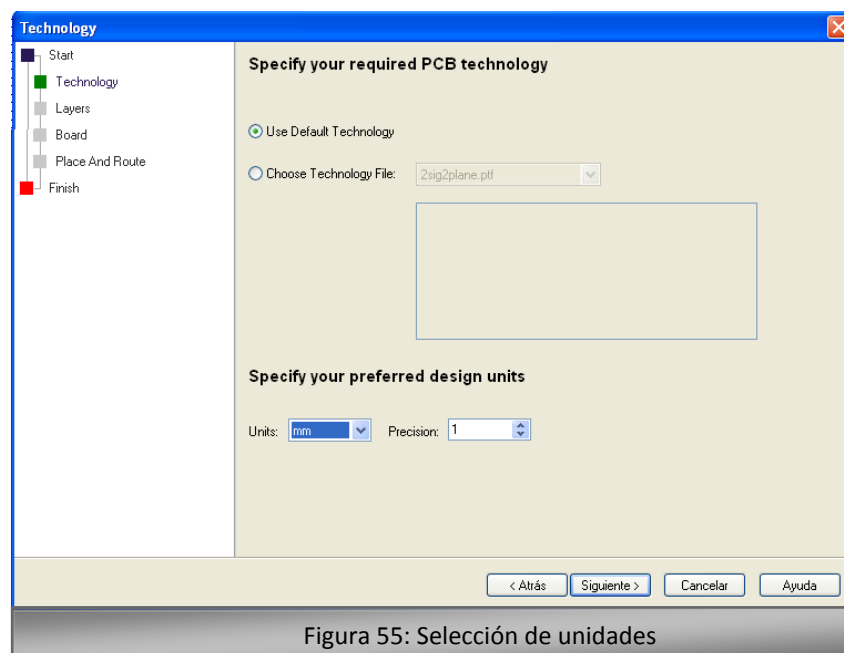 Technology
Start
Technology
Layers
Board
Place And Route
Finish
Specify your required PCB technology
Use Default Technology
Choose Technology File: 2sig2plane.ptf
Specify your preferred design units
Units: mm Precision: 1
< Atrás Siguiente > Cancelar Ayuda
Figura 55: Selección de unidades